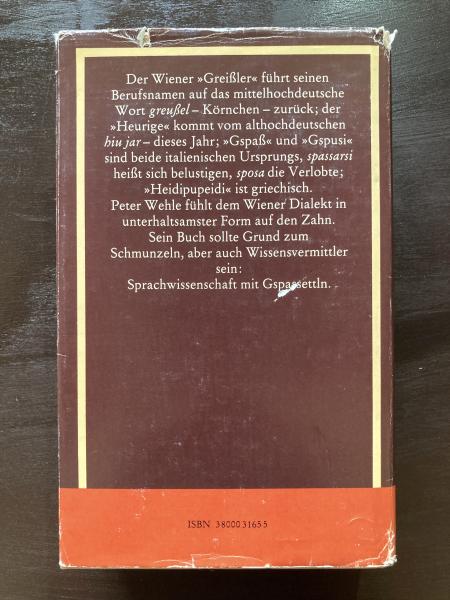 Der Wiener »Greißler« führt seinen
Berufsnamen auf das mittelhochdeutsche
Wort greußel – Körnchen – zurück; der
»Heurige« kommt vom althochdeutschen
hiu jar – dieses Jahr; »Gspaß« und »Gspusi«
sind beide italienischen Ursprungs, spassarsi
heißt sich belustigen, sposa die Verlobte;
»Heidipupeidi« ist griechisch.
Peter Wehle fühlt dem Wiener Dialekt in
unterhaltsamster Form auf den Zahn.
Sein Buch sollte Grund zum
Schmunzeln, aber auch Wissensvermittler
sein:
Sprachwissenschaft mit Gspassettln.
ISBN 3800031655